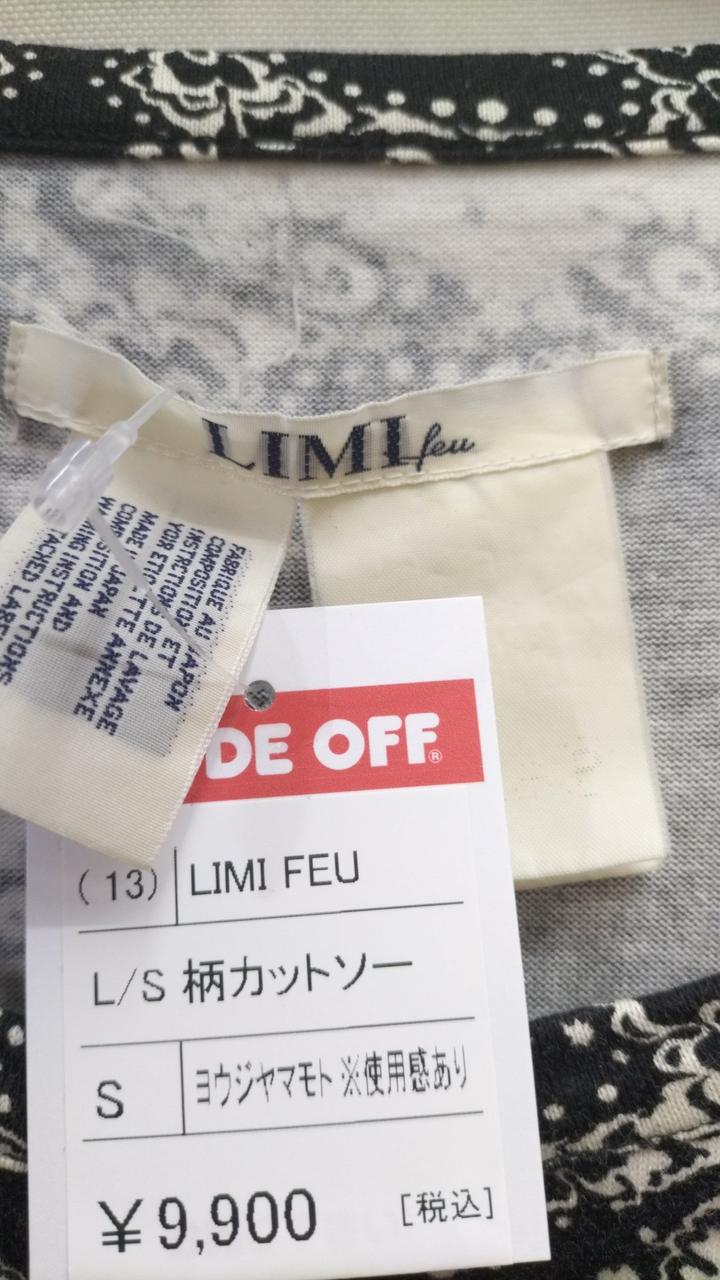 LIMI feu
FABRIQUE AU JAPON
COMPOSITION ET
INSTRUCTIONS DE LAVAGE
VOIR ETIQUETTE ANNEXE
MADE IN JAPAN
COMPOSITION AND
WASHING INSTRUCTIONS
TACHED LABEL
DE OFF®
(13) LIMI FEU
L/S 柄カットソー
S ヨウジヤマモト ※使用感あり
¥9,900 [税込]